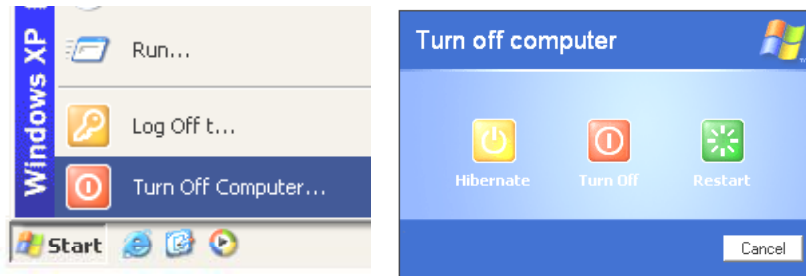 Windows XP
Run...
Log Off t...
Turn Off Computer...
Start
Turn off computer
Hibernate
Turn Off
Restart
Cancel